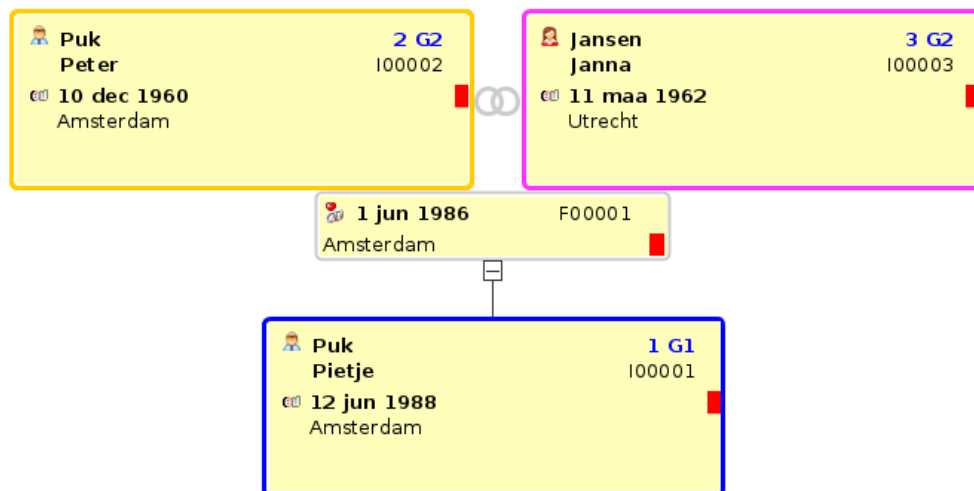 Puk 2 G2
Peter I00002
10 dec 1960
Amsterdam
Jansen 3 G2
Janna I00003
11 maa 1962
Utrecht
1 jun 1986 F00001
Amsterdam
Puk 1 G1
Pietje I00001
12 jun 1988
Amsterdam